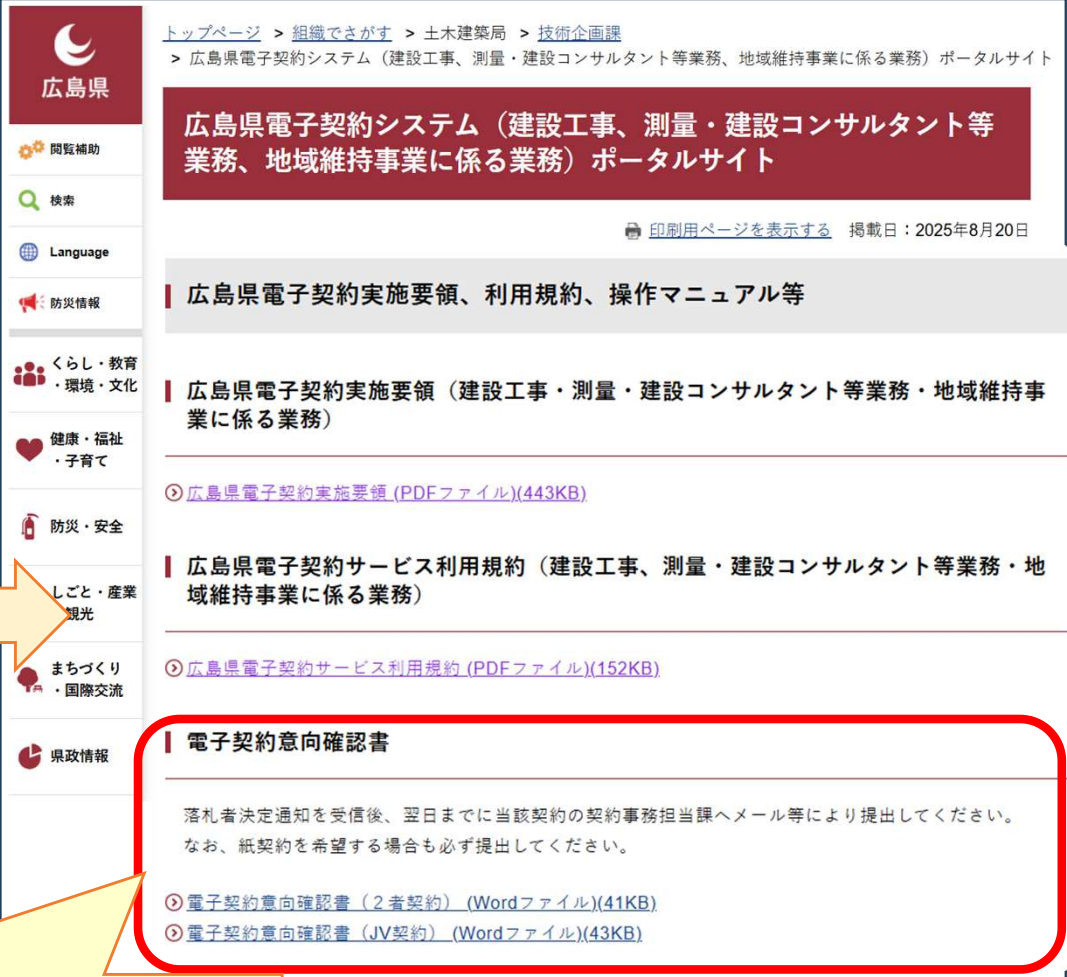 広島県
閲覧補助
検索
Language
防災情報
くらし・教育
・環境・文化
健康・福祉
・子育て
防災・安全
しごと・産業
観光
まちづくり
・国際交流
県政情報
トップページ > 組織でさがす > 土木建築局 > 技術企画課
> 広島県電子契約システム（建設工事、測量・建設コンサルタント等業務、地域維持事業に係る業務）ポータルサイト
広島県電子契約システム（建設工事、測量・建設コンサルタント等
業務、地域維持事業に係る業務）ポータルサイト
印刷用ページを表示する 掲載日：2025年8月20日
広島県電子契約実施要領、利用規約、操作マニュアル等
広島県電子契約実施要領（建設工事・測量・建設コンサルタント等業務・地域維持事
業に係る業務）
広島県電子契約実施要領 (PDFファイル)(443KB)
広島県電子契約サービス利用規約（建設工事、測量・建設コンサルタント等業務・地
域維持事業に係る業務）
広島県電子契約サービス利用規約 (PDFファイル)(152KB)
電子契約意向確認書
落札者決定通知を受信後、翌日までに当該契約の契約事務担当課へメール等により提出してください。
なお、紙契約を希望する場合も必ず提出してください。
電子契約意向確認書（２者契約） (Wordファイル)(41KB)
電子契約意向確認書（JV契約） (Wordファイル)(43KB)